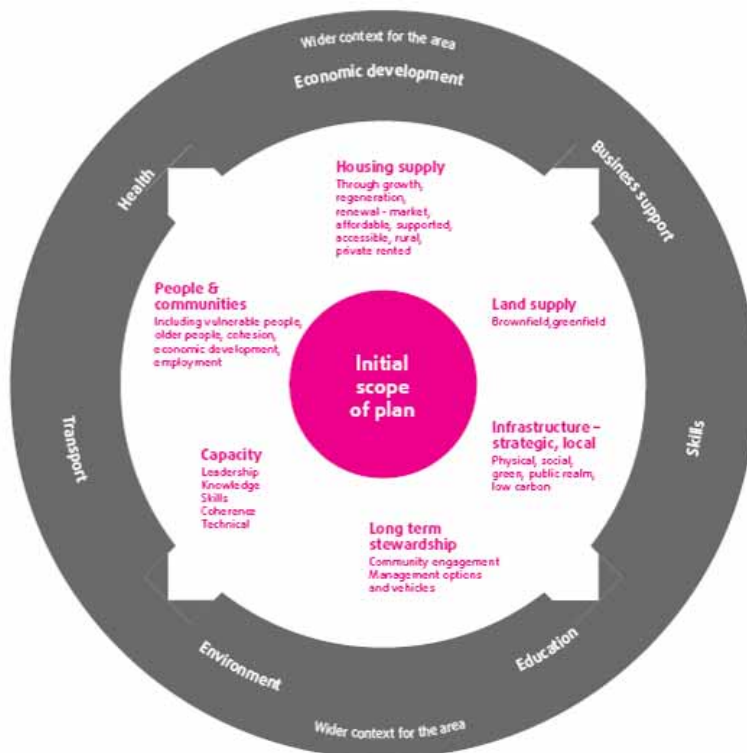 Wider context for the area
Economic development
Health
Business support
Housing supply
Through growth,
regeneration,
renewal – market,
affordable, supported,
accessible, rural,
private rented
People &
communities
Including vulnerable people,
older people, cohesion,
economic development,
employment
Land supply
Brownfield,greenfield
Initial
scope
of plan
Transport
Skills
Infrastructure –
strategic, local
Physical, social,
green, public realm,
low carbon
Capacity
Leadership
Knowledge
Skills
Coherence
Technical
Long term
stewardship
Community engagement
Management options
and vehicles
Environment
Education
Wider context for the area